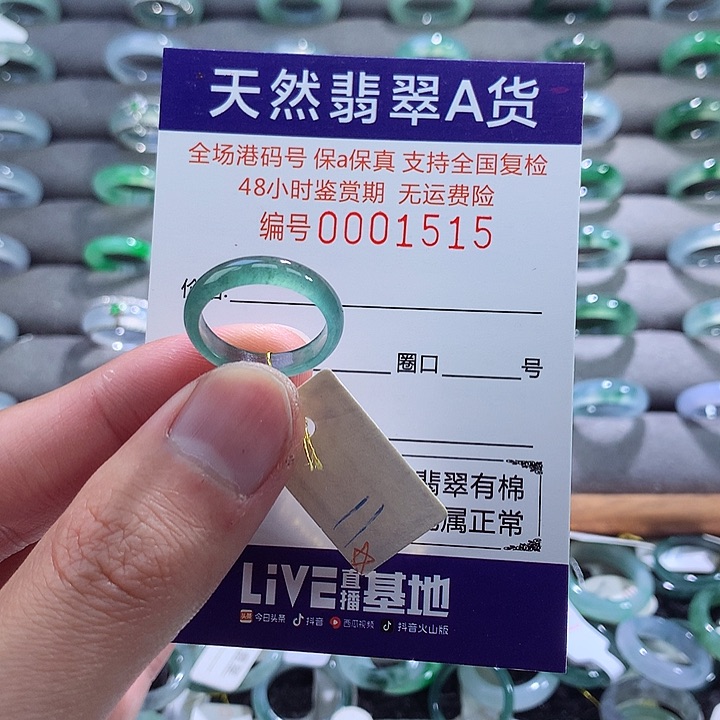 天然翡翠A货
全场港码号 保a保真 支持全国复检
48小时鉴赏期 无运费险
编号0001515
圈口 号
翡翠有棉
属正常
LiVE直播基地
头条 今日头条 抖音 西瓜视频 抖音火山版